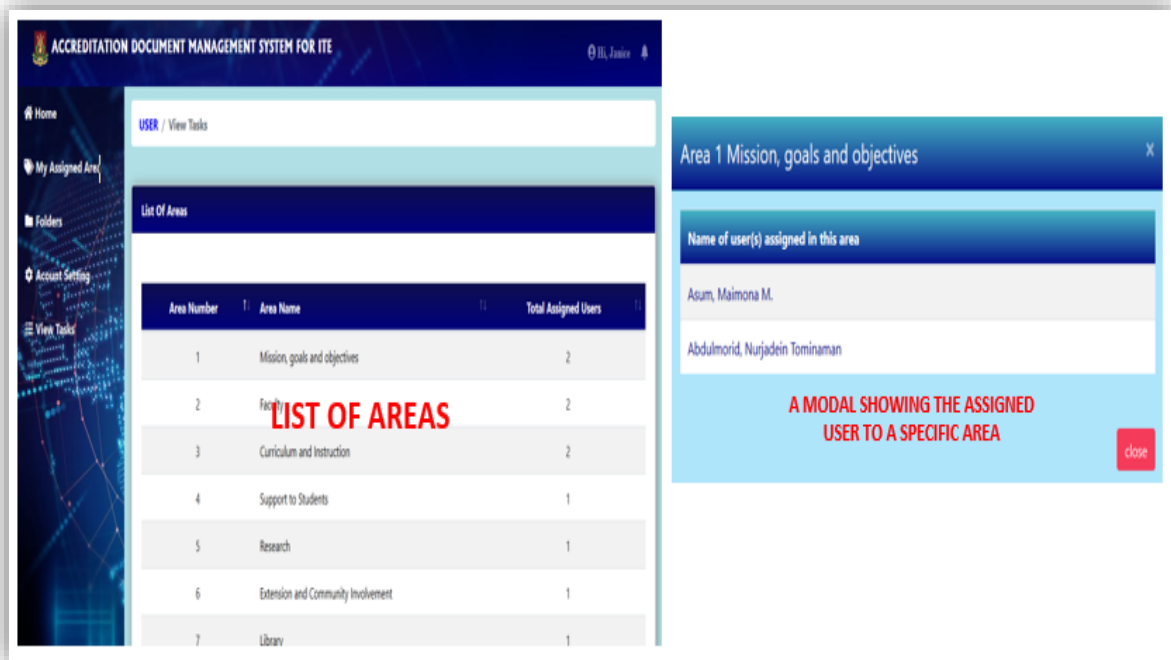 ACCREDITATION DOCUMENT MANAGEMENT SYSTEM FOR ITE
Hi, Janice
Home
My Assigned Area
Folders
Acount Setting
View Tasks
USER / View Tasks
List Of Areas
Area Number Area Name Total Assigned Users
1 Mission, goals and objectives 2
2 Faculty 2
LIST OF AREAS
3 Curriculum and Instruction 2
4 Support to Students 1
5 Research 1
6 Extension and Community Involvement 1
7 Library 1
Area 1 Mission, goals and objectives x
Name of user(s) assigned in this area
Asum, Maimona M.
Abdulmorid, Nurjadein Tominaman
A MODAL SHOWING THE ASSIGNED
USER TO A SPECIFIC AREA
close